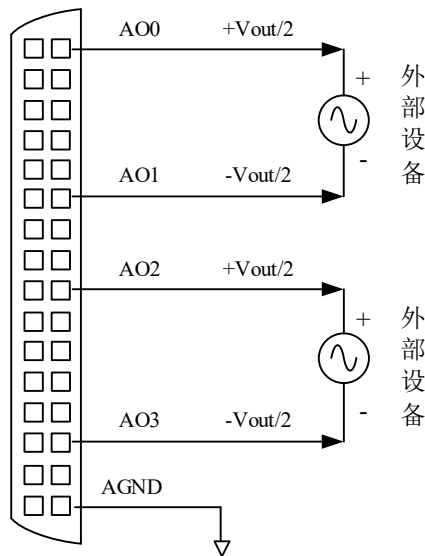 AO0 +Vout/2
+
外部设备
-
AO1 -Vout/2
AO2 +Vout/2
+
外部设备
-
AO3 -Vout/2
AGND